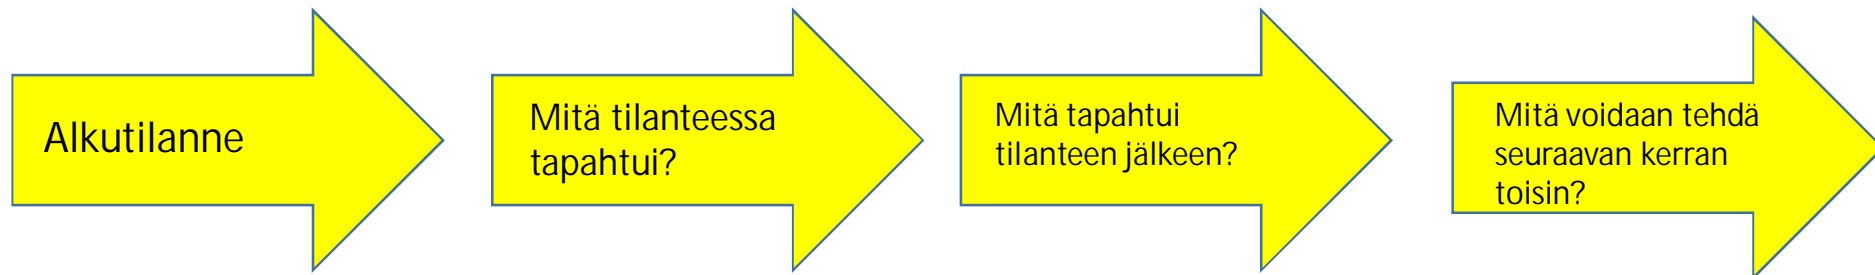 Alkutilanne
Mitä tilanteessa
tapahtui?
Mitä tapahtui
tilanteen jälkeen?
Mitä voidaan tehdä
seuraavan kerran
toisin?